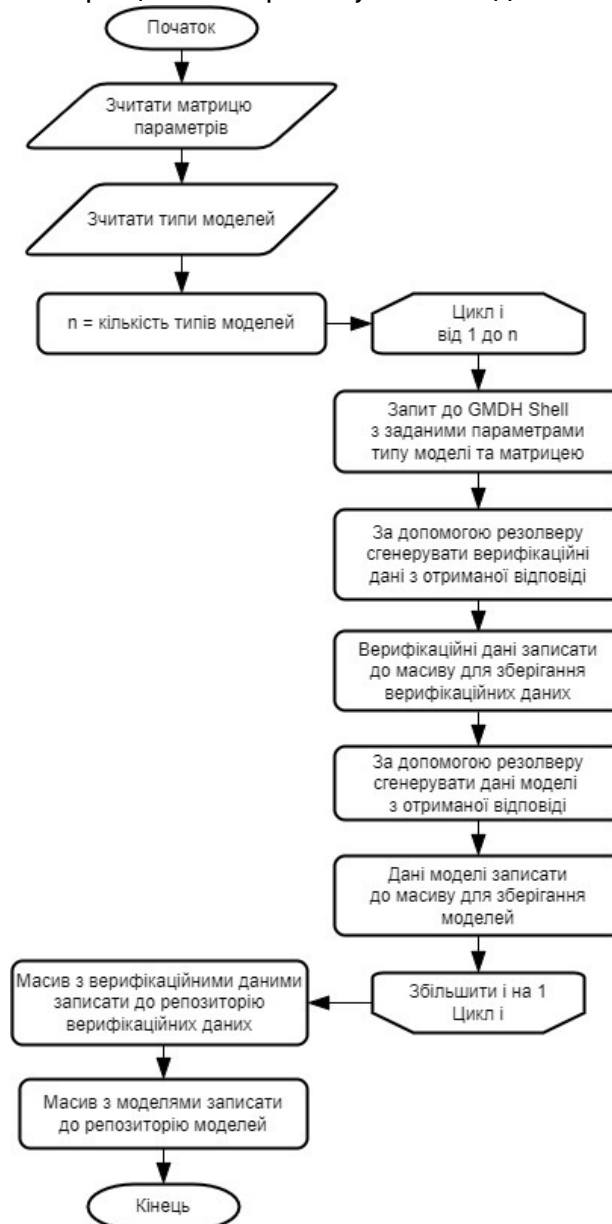 Початок
Зчитати матрицю
параметрів
Зчитати типи моделей
n = кількість типів моделей
Цикл i
від 1 до n
Запит до GMDH Shell
з заданими параметрами
типу моделі та матрицею
За допомогою резолверу
сгенерувати верифікаційні
дані з отриманої відповіді
Верифікаційні дані записати
до масиву для зберігання
верифікаційних даних
За допомогою резолверу
сгенерувати дані моделі
з отриманої відповіді
Дані моделі записати
до масиву для зберігання
моделей
Збільшити i на 1
Цикл i
Масив з верифікаційними даними
записати до репозиторію
верифікаційних даних
Масив з моделями записати
до репозиторію моделей
Кінець